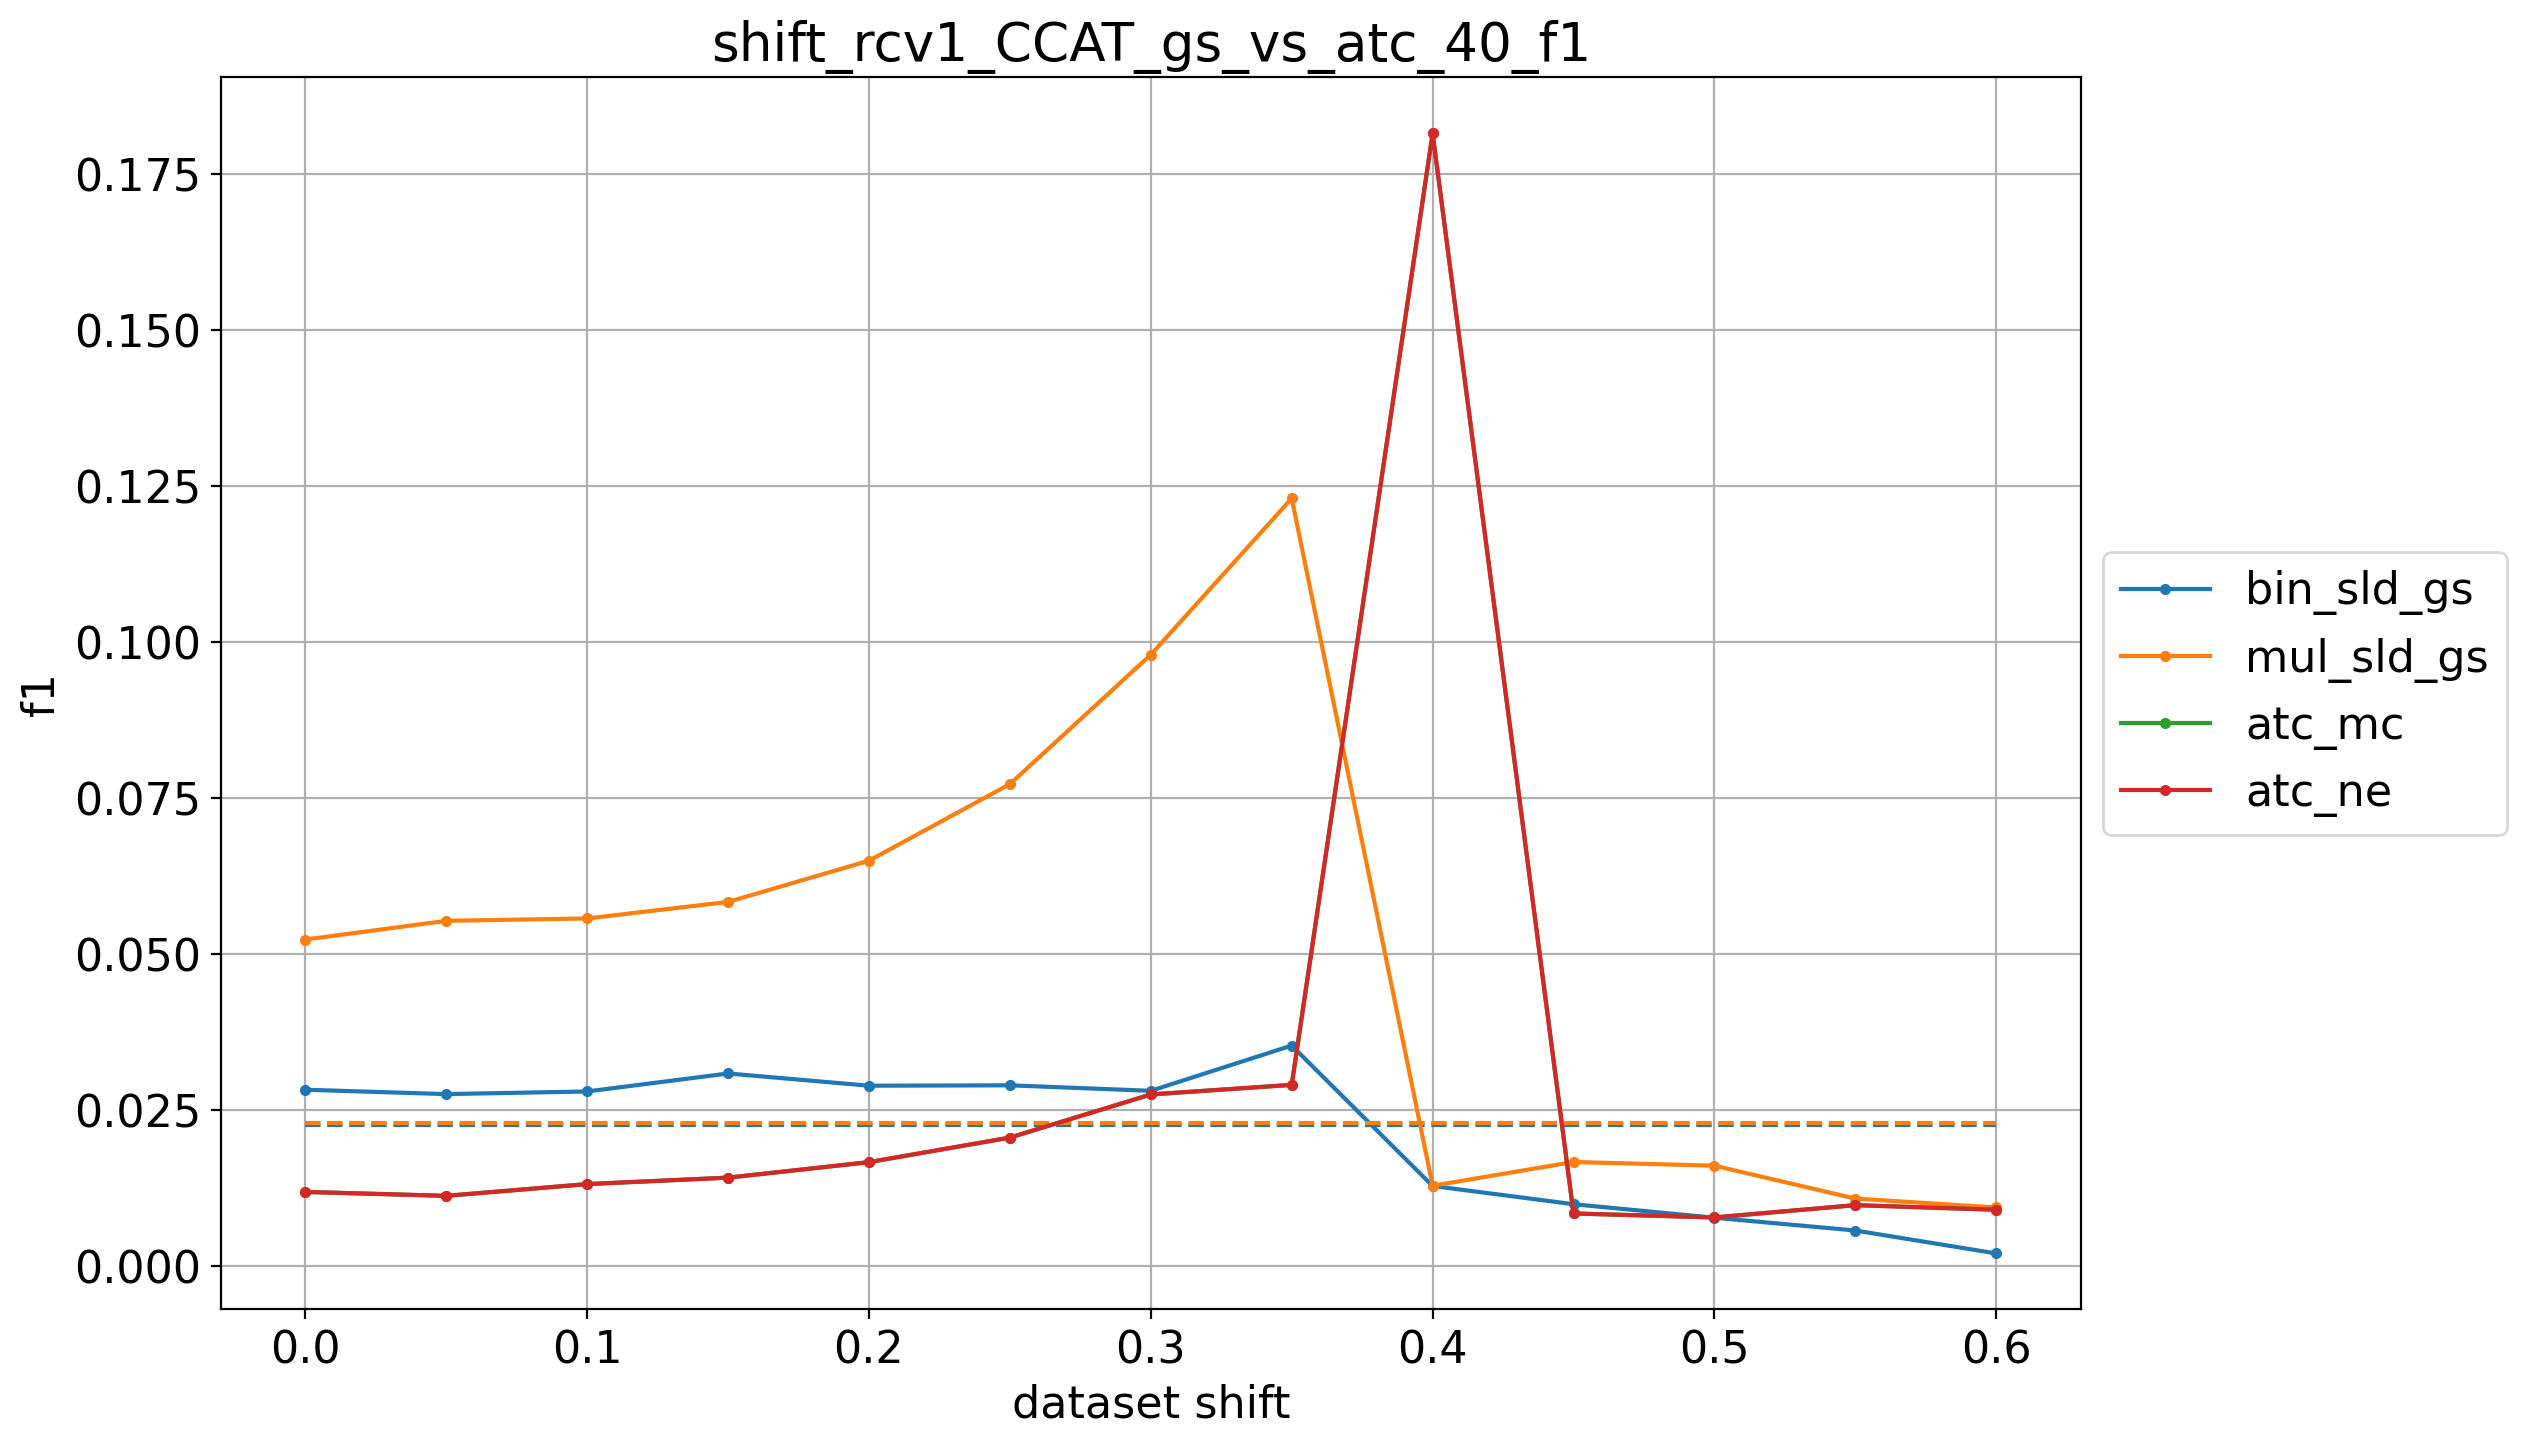 shift_rcv1_CCAT_gs_vs_atc_40_f1
0.175
0.150
0.125
0.100
0.075
0.050
0.025
0.000
f1
0.0 0.1 0.2 0.3 0.4 0.5 0.6
dataset shift
bin_sld_gs
mul_sld_gs
atc_mc
atc_ne